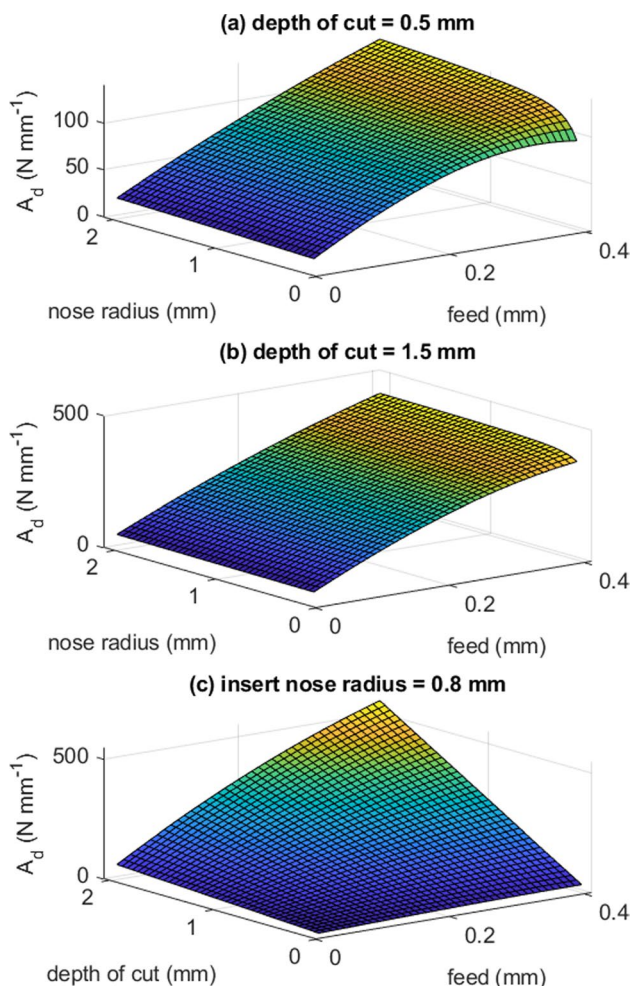 (a) depth of cut = 0.5 mm
A_d (N mm⁻¹)
100
50
0
2
1
0
0
0.2
0.4
nose radius (mm)
feed (mm)
(b) depth of cut = 1.5 mm
A_d (N mm⁻¹)
500
0
2
1
0
0
0.2
0.4
nose radius (mm)
feed (mm)
(c) insert nose radius = 0.8 mm
A_d (N mm⁻¹)
500
0
2
1
0
0
0.2
0.4
depth of cut (mm)
feed (mm)